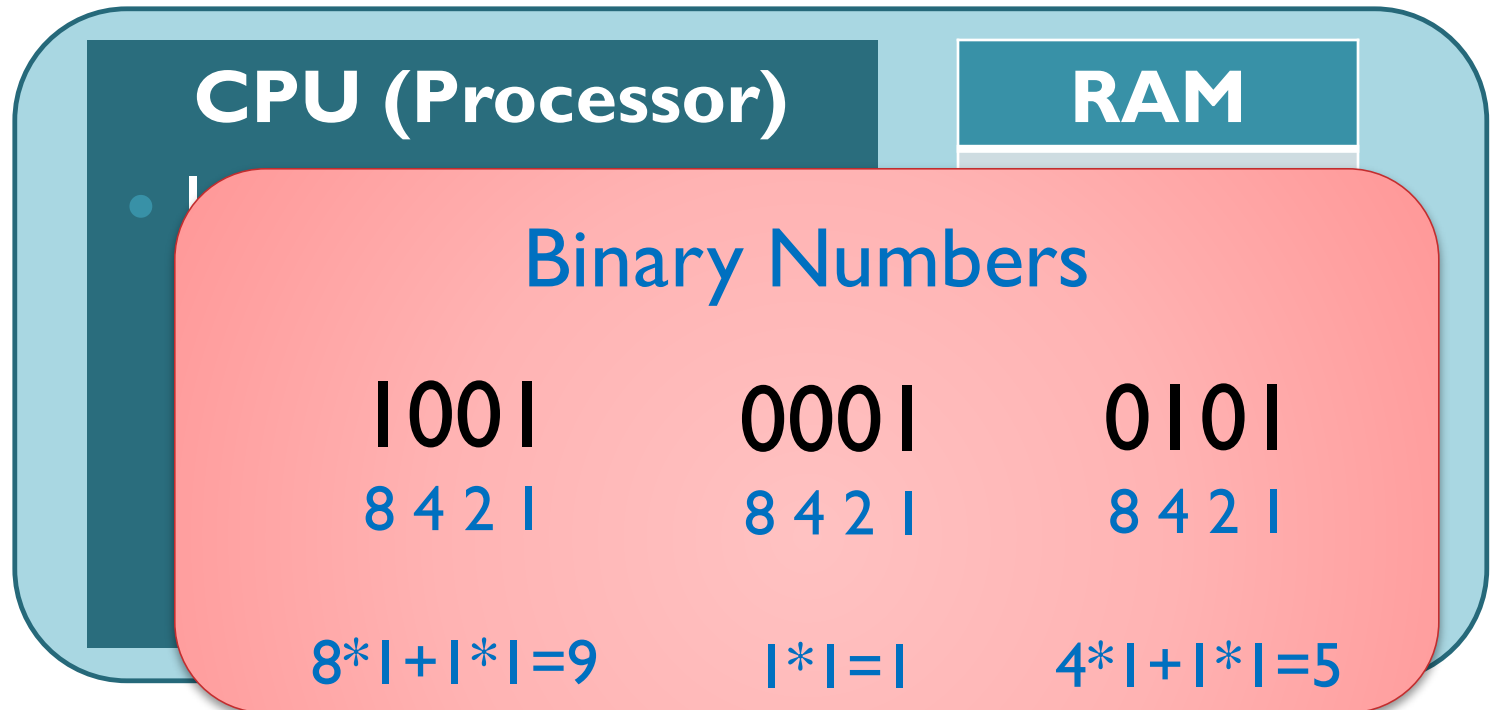 CPU (Processor)
RAM
Binary Numbers
1001
0001
0101
8 4 2 1
8 4 2 1
8 4 2 1
8*1+1*1=9
1*1=1
4*1+1*1=5